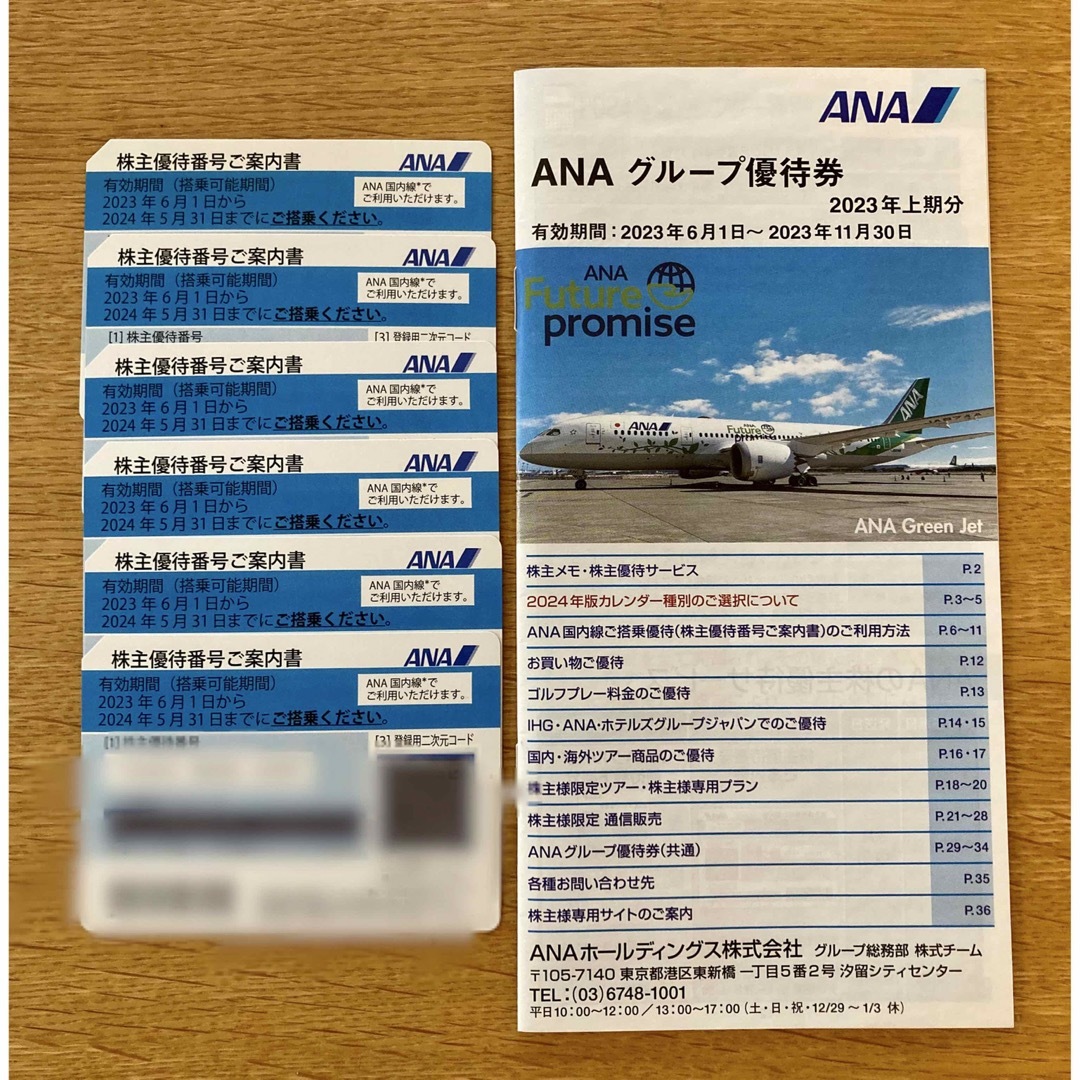 株主優待番号ご案内書 ANA
有効期間（搭乗可能期間）
2023年6月1日から
2024年5月31日までにご搭乗ください。
ANA国内線*で
ご利用いただけます。
株主優待番号ご案内書 ANA
有効期間（搭乗可能期間）
2023年6月1日から
2024年5月31日までにご搭乗ください。
ANA国内線*で
ご利用いただけます。
[1] 株主優待番号 [3] 登録用二次元コード
株主優待番号ご案内書 ANA
有効期間（搭乗可能期間）
2023年6月1日から
2024年5月31日までにご搭乗ください。
ANA国内線*で
ご利用いただけます。
株主優待番号ご案内書 ANA
有効期間（搭乗可能期間）
2023年6月1日から
2024年5月31日までにご搭乗ください。
ANA国内線*で
ご利用いただけます。
株主優待番号ご案内書 ANA
有効期間（搭乗可能期間）
2023年6月1日から
2024年5月31日までにご搭乗ください。
ANA国内線*で
ご利用いただけます。
株主優待番号ご案内書 ANA
有効期間（搭乗可能期間）
2023年6月1日から
2024年5月31日までにご搭乗ください。
ANA国内線*で
ご利用いただけます。
[1] 株主優待番号 [3] 登録用二次元コード
ANA
ANA グループ優待券
2023年上期分
有効期間：2023年6月1日～2023年11月30日
ANA
Future
promise
ANA
ANA
Future
promise
ANA
ANA Green Jet
株主メモ・株主優待サービス P.2
2024年版カレンダー種別のご選択について P.3～5
ANA国内線ご搭乗優待(株主優待番号ご案内書)のご利用方法 P.6～11
お買い物ご優待 P.12
ゴルフプレー料金のご優待 P.13
IHG・ANA・ホテルズグループジャパンでのご優待 P.14・15
国内・海外ツアー商品のご優待 P.16・17
株主様限定ツアー・株主様専用プラン P.18～20
株主様限定 通信販売 P.21～28
ANAグループ優待券(共通) P.29～34
各種お問い合わせ先 P.35
株主様専用サイトのご案内 P.36
ANAホールディングス株式会社 グループ総務部 株式チーム
〒105-7140 東京都港区東新橋一丁目5番2号 汐留シティセンター
TEL：(03)6748-1001
平日10：00～12：00／13：00～17：00（土・日・祝・12/29～1/3 休）